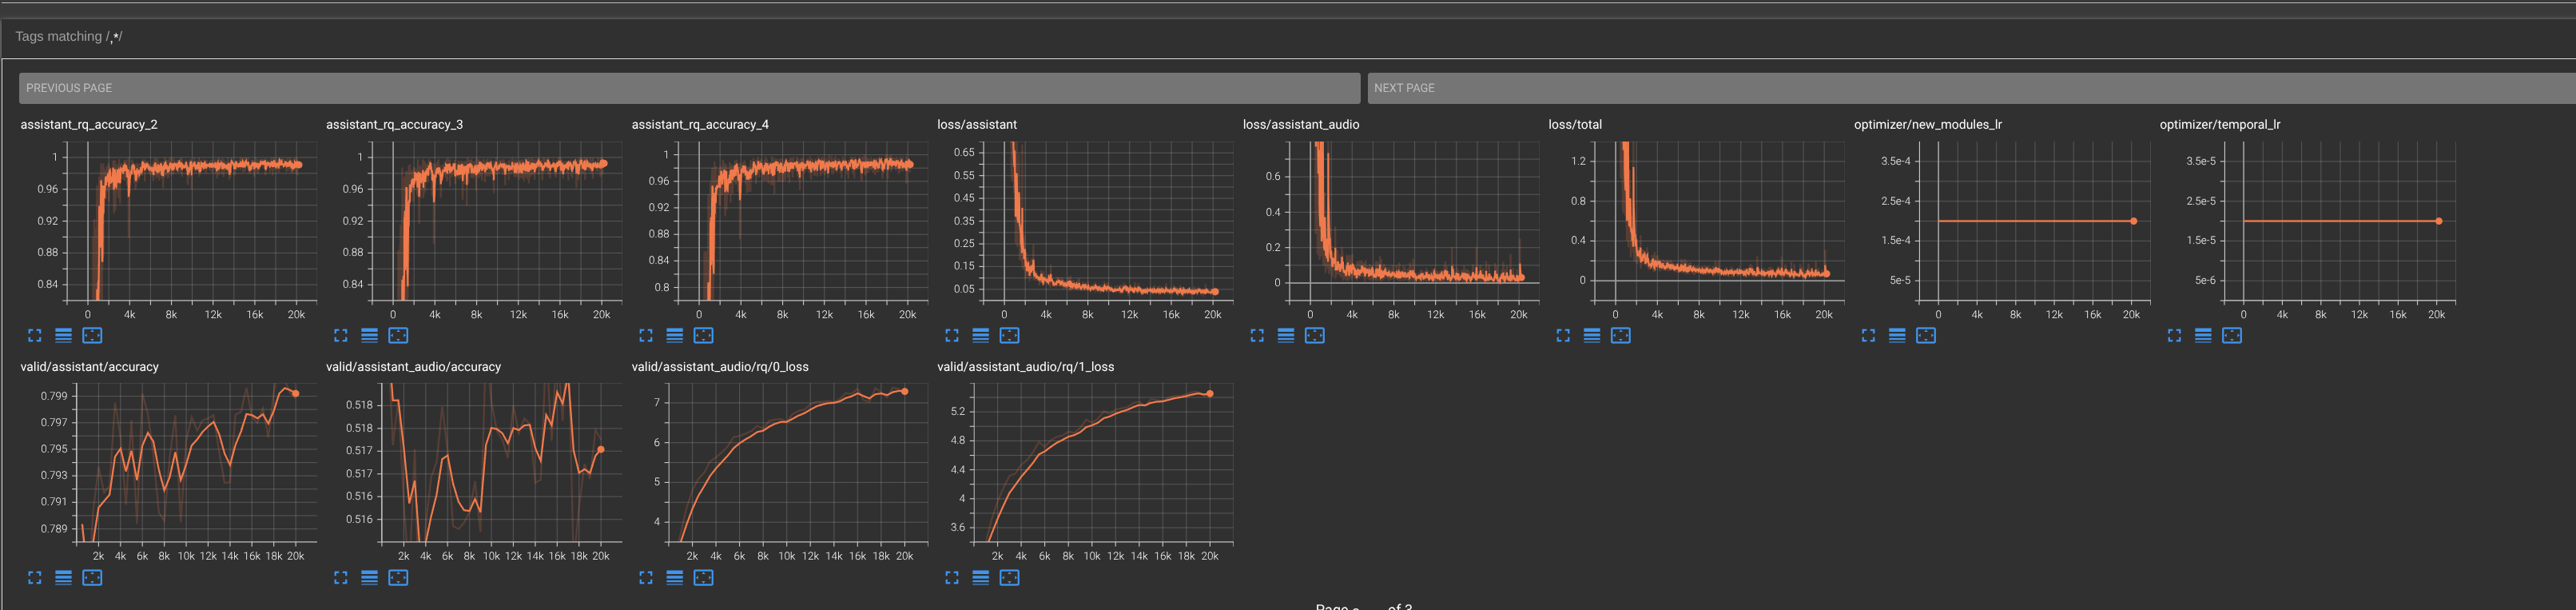 Tags matching /,*/
PREVIOUS PAGE
NEXT PAGE
assistant_rq_accuracy_2
1
0.96
0.92
0.88
0.84
0 4k 8k 12k 16k 20k
assistant_rq_accuracy_3
1
0.96
0.92
0.88
0.84
0 4k 8k 12k 16k 20k
assistant_rq_accuracy_4
1
0.96
0.92
0.88
0.84
0.8
0 4k 8k 12k 16k 20k
loss/assistant
0.65
0.55
0.45
0.35
0.25
0.15
0.05
0 4k 8k 12k 16k 20k
loss/assistant_audio
0.6
0.4
0.2
0
0 4k 8k 12k 16k 20k
loss/total
1.2
0.8
0.4
0
0 4k 8k 12k 16k 20k
optimizer/new_modules_lr
3.5e-4
2.5e-4
1.5e-4
5e-5
0 4k 8k 12k 16k 20k
optimizer/temporal_lr
3.5e-5
2.5e-5
1.5e-5
5e-6
0 4k 8k 12k 16k 20k
valid/assistant/accuracy
0.799
0.797
0.795
0.793
0.791
0.789
2k 4k 6k 8k 10k 12k 14k 16k 18k 20k
valid/assistant_audio/accuracy
0.518
0.518
0.517
0.517
0.516
0.516
2k 4k 6k 8k 10k 12k 14k 16k 18k 20k
valid/assistant_audio/rq/0_loss
7
6
5
4
2k 4k 6k 8k 10k 12k 14k 16k 18k 20k
valid/assistant_audio/rq/1_loss
5.2
4.8
4.4
4
3.6
2k 4k 6k 8k 10k 12k 14k 16k 18k 20k
Page of 3